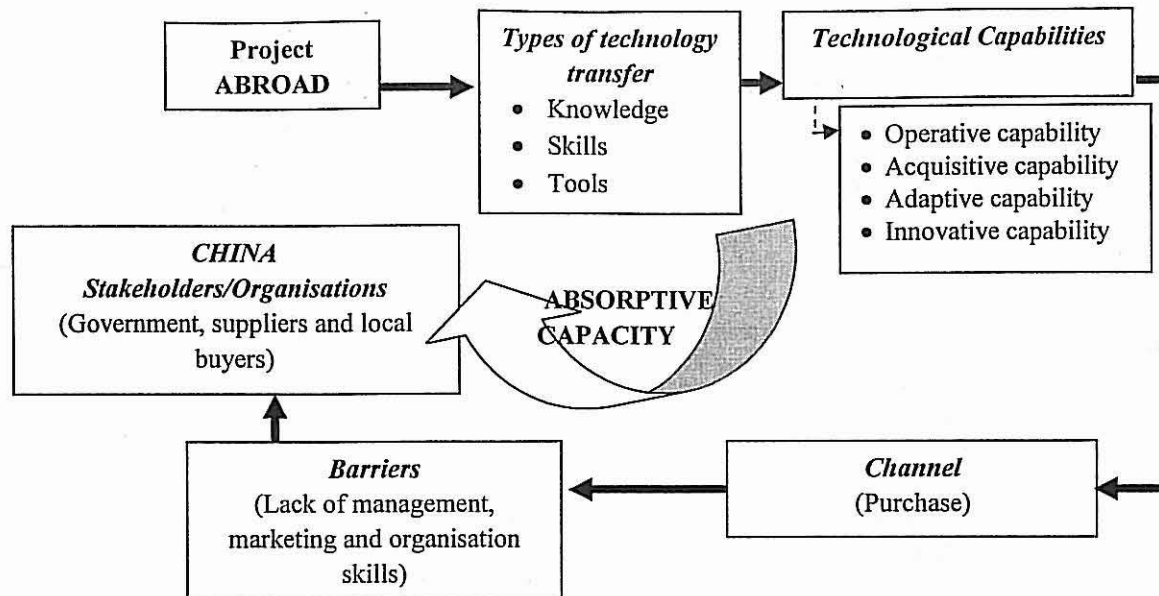 Project
ABROAD
Types of technology
transfer
• Knowledge
• Skills
• Tools
Technological Capabilities
• Operative capability
• Acquisitive capability
• Adaptive capability
• Innovative capability
CHINA
Stakeholders/Organisations
(Government, suppliers and local
buyers)
ABSORPTIVE
CAPACITY
Barriers
(Lack of management,
marketing and organisation
skills)
Channel
(Purchase)